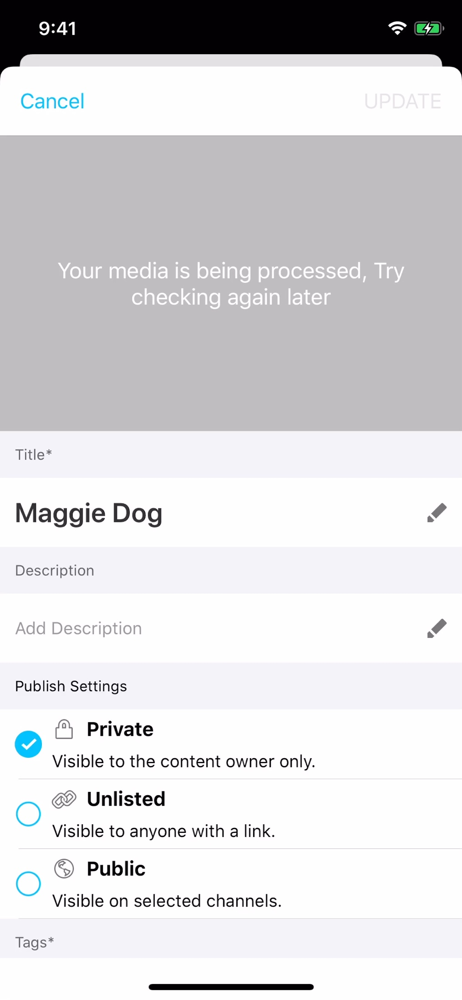 9:41
Cancel
UPDATE
Your media is being processed, Try
checking again later
Title*
Maggie Dog
Description
Add Description
Publish Settings
Private
Visible to the content owner only.
Unlisted
Visible to anyone with a link.
Public
Visible on selected channels.
Tags*